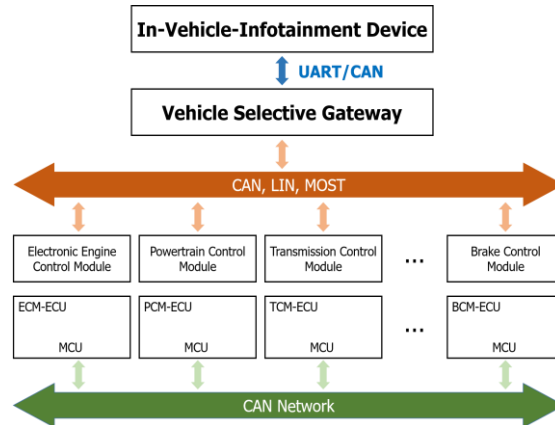 In-Vehicle-Infotainment Device
UART/CAN
Vehicle Selective Gateway
CAN, LIN, MOST
Electronic Engine
Control Module
Powertrain Control
Module
Transmission Control
Module
...
Brake Control
Module
ECM-ECU
MCU
PCM-ECU
MCU
TCM-ECU
MCU
...
BCM-ECU
MCU
CAN Network